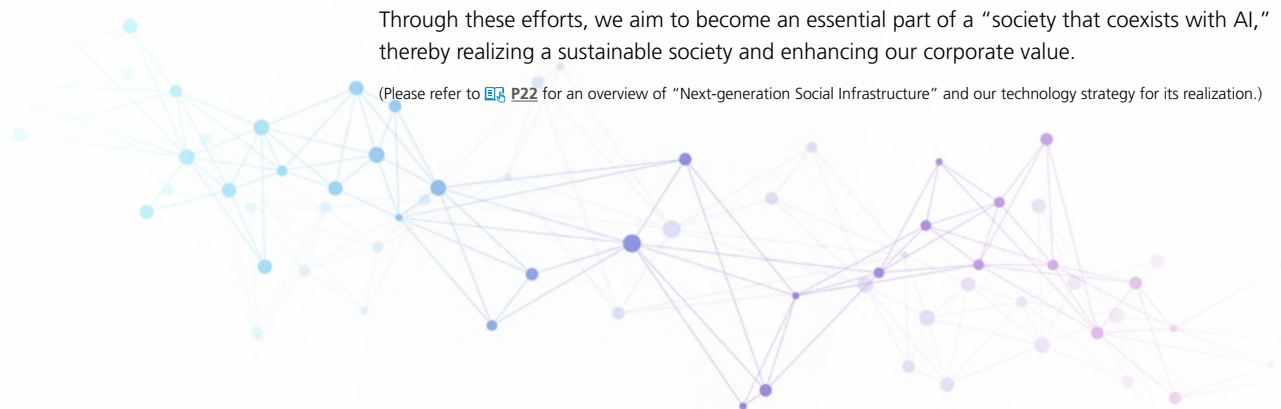 Through these efforts, we aim to become an essential part of a “society that coexists with AI,”
thereby realizing a sustainable society and enhancing our corporate value.
(Please refer to P22 for an overview of “Next-generation Social Infrastructure” and our technology strategy for its realization.)